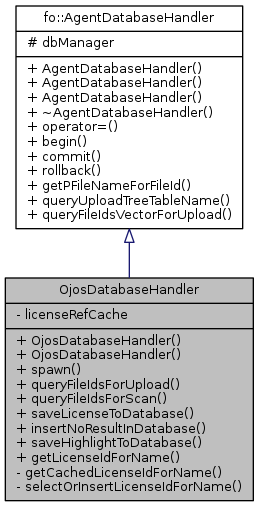 fo::AgentDatabaseHandler
# dbManager
+ AgentDatabaseHandler()
+ AgentDatabaseHandler()
+ AgentDatabaseHandler()
+ ~AgentDatabaseHandler()
+ operator=()
+ begin()
+ commit()
+ rollback()
+ getPFileNameForFileId()
+ queryUploadTreeTableName()
+ queryFileIdsVectorForUpload()
OjosDatabaseHandler
- licenseRefCache
+ OjosDatabaseHandler()
+ OjosDatabaseHandler()
+ spawn()
+ queryFileIdsForUpload()
+ queryFileIdsForScan()
+ saveLicenseToDatabase()
+ insertNoResultInDatabase()
+ saveHighlightToDatabase()
+ getLicenseIdForName()
- getCachedLicenseIdForName()
- selectOrInsertLicenseIdForName()